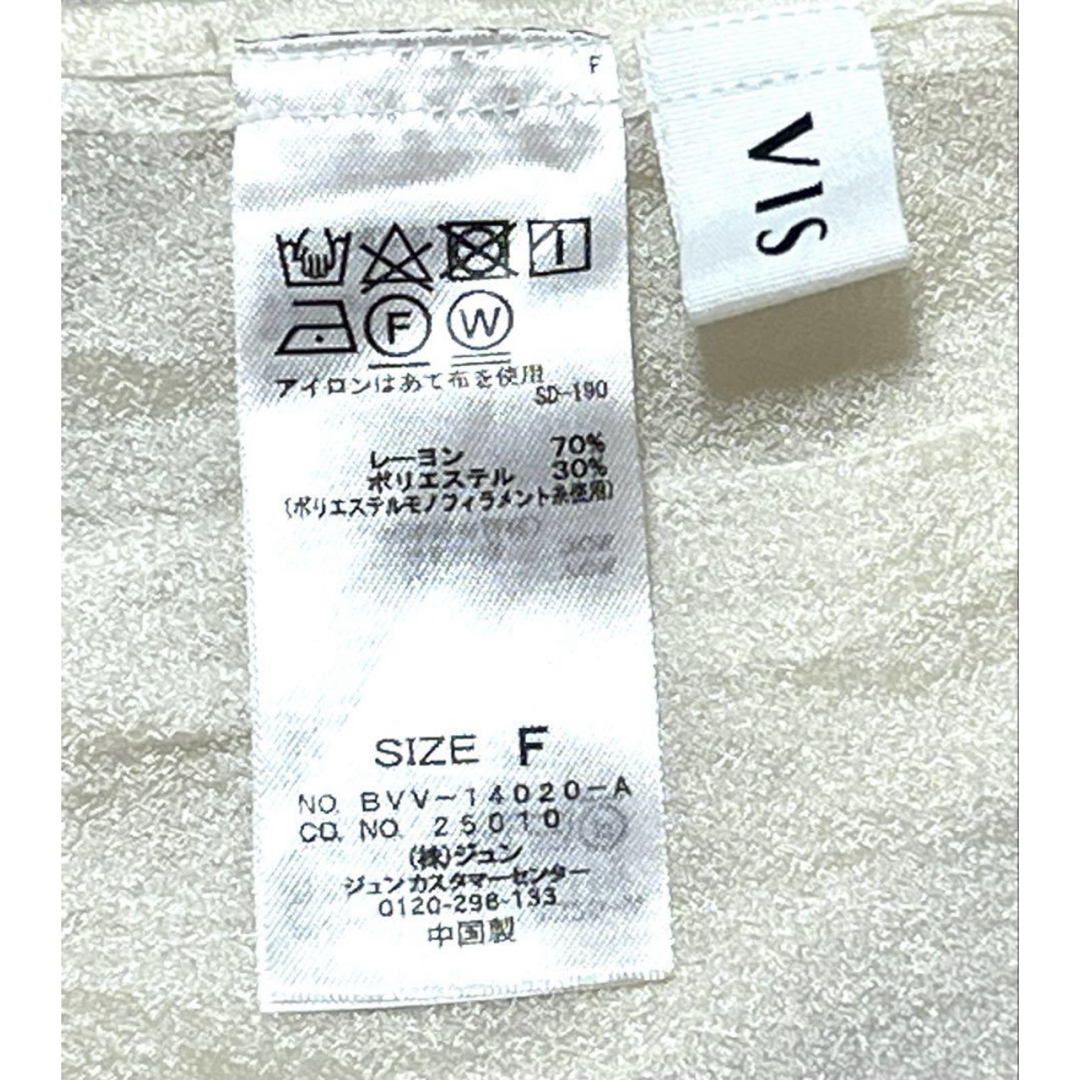 F
VIS
F W
アイロンはあて布を使用
SD-190
レーヨン 70%
ポリエステル 30%
(ポリエステルモノフィラメント糸使用)
SIZE F
NO. BVV-14020-A
CD. NO. 25010
(株)ジュン
ジュンカスタマーセンター
0120-298-133
中国製